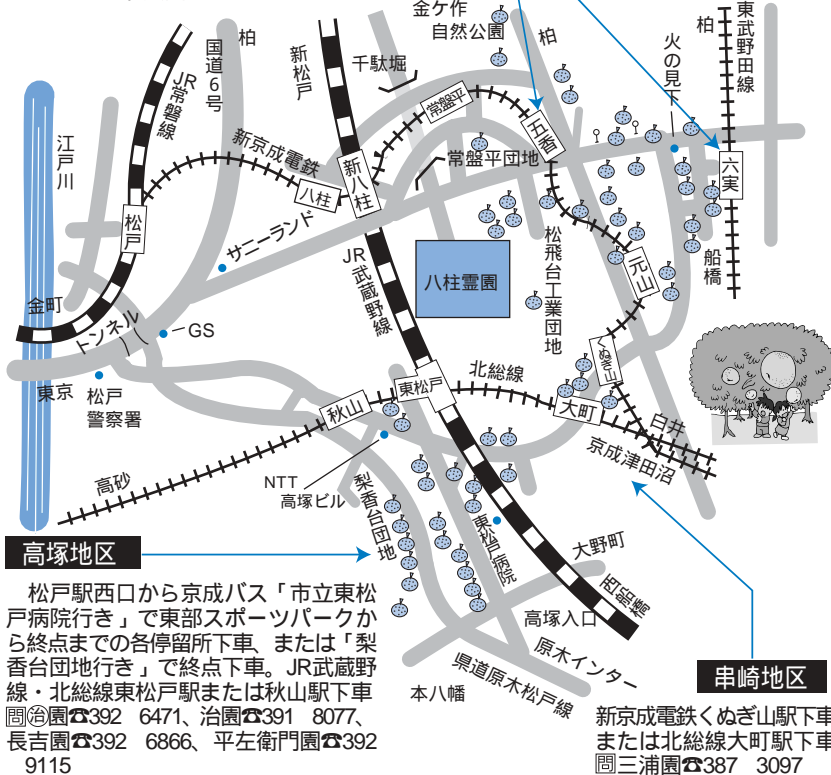 金ケ作
自然公園
柏
柏
東武野田線
国道6号
柏
JR常磐線
新松戸
千駄堀
火の見下
江戸川
新京成電鉄
常盤平
五香
常盤平団地
六実
新八柱
八柱
松戸
サニーランド
JR武蔵野線
八柱霊園
松飛台工業団地
元山
船橋
金町
トンネル
GS
東京
松戸
警察署
くぬぎ山
北総線
東松戸
秋山
大町
白井
京成津田沼
高砂
NTT
高塚ビル
梨香台団地
東松戸病院
大野町
西船橋
高塚入口
原木インター
県道原木松戸線
本八幡
高塚地区
松戸駅西口から京成バス「市立東松
戸病院行き」で東部スポーツパークか
ら終点までの各停留所下車、または「梨
香台団地行き」で終点下車。JR武蔵野
線・北総線東松戸駅または秋山駅下車
問治園☎392 6471、治園☎391 8077、
長吉園☎392 6866、平左衛門園☎392
9115
串崎地区
新京成電鉄くぬぎ山駅下車
または北総線大町駅下車
問三浦園☎387 3097